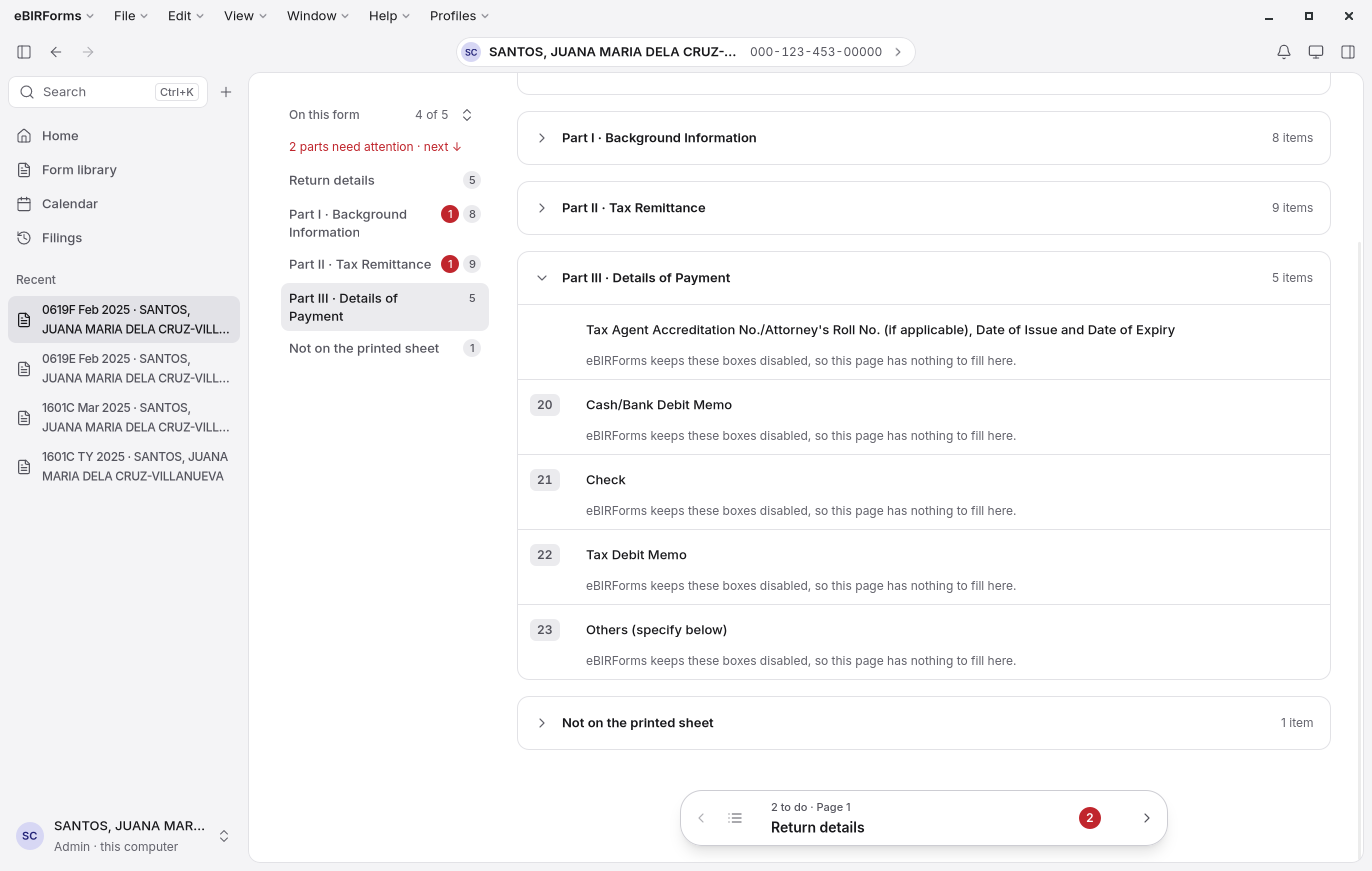 eBIRForms File Edit View Window Help Profiles
SC SANTOS, JUANA MARIA DELA CRUZ-... 000-123-453-00000
Search Ctrl+K
Home
Form library
Calendar
Filings
Recent
0619F Feb 2025 · SANTOS,
JUANA MARIA DELA CRUZ-VILL...
0619E Feb 2025 · SANTOS,
JUANA MARIA DELA CRUZ-VILL...
1601C Mar 2025 · SANTOS,
JUANA MARIA DELA CRUZ-VILL...
1601C TY 2025 · SANTOS, JUANA
MARIA DELA CRUZ-VILLANUEVA
SC SANTOS, JUANA MAR...
Admin · this computer
On this form 4 of 5
2 parts need attention · next ↓
Return details 5
Part I · Background
Information 1 8
Part II · Tax Remittance 1 9
Part III · Details of
Payment 5
Not on the printed sheet 1
Part I · Background Information 8 items
Part II · Tax Remittance 9 items
Part III · Details of Payment 5 items
Tax Agent Accreditation No./Attorney's Roll No. (if applicable), Date of Issue and Date of Expiry
eBIRForms keeps these boxes disabled, so this page has nothing to fill here.
20 Cash/Bank Debit Memo
eBIRForms keeps these boxes disabled, so this page has nothing to fill here.
21 Check
eBIRForms keeps these boxes disabled, so this page has nothing to fill here.
22 Tax Debit Memo
eBIRForms keeps these boxes disabled, so this page has nothing to fill here.
23 Others (specify below)
eBIRForms keeps these boxes disabled, so this page has nothing to fill here.
Not on the printed sheet 1 item
2 to do · Page 1
Return details 2